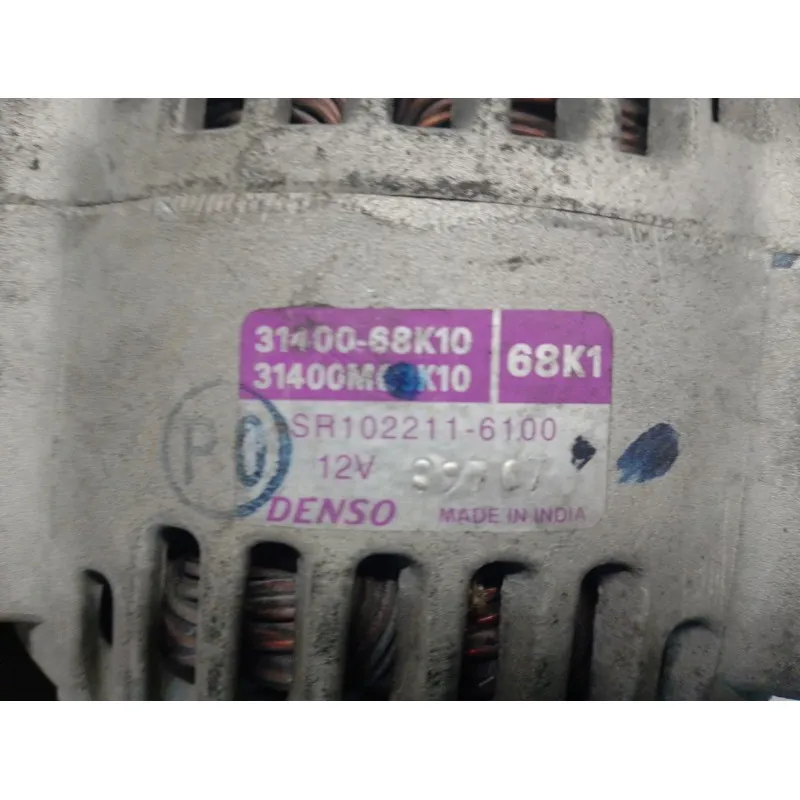 31400-68K10
68K1
SR102211-6100
12V
DENSO MADE IN INDIA